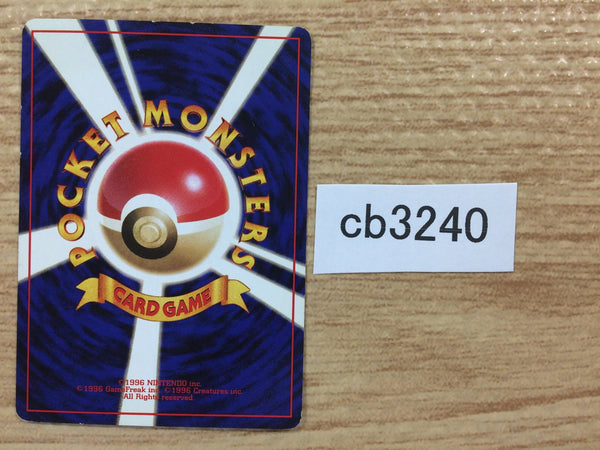 POCKET MONSTERS
CARD GAME
©1996 NINTENDO inc.
©1996 GameFreak inc. ©1996 Creatures inc.
All Rights reserved.
cb3240